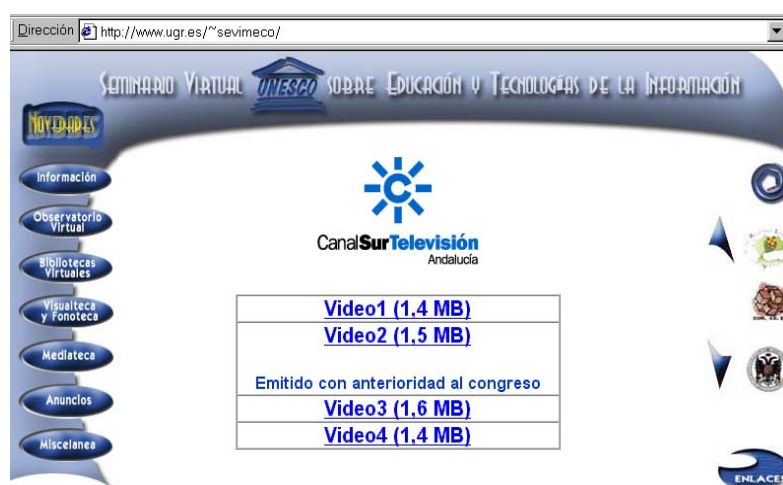 Dirección http://www.ugr.es/~sevimeco/
Seminario Virtual UNESCO sobre Educación y Tecnologías de la Información
Novedades
Información
Observatorio
Virtual
Bibliotecas
Virtuales
Visualteca
y Fonoteca
Mediateca
Anuncios
Miscelanea
C
CanalSurTelevisión
Andalucía
Video1 (1,4 MB)
Video2 (1,5 MB)
Emitido con anterioridad al congreso
Video3 (1,6 MB)
Video4 (1,4 MB)
ENLACES